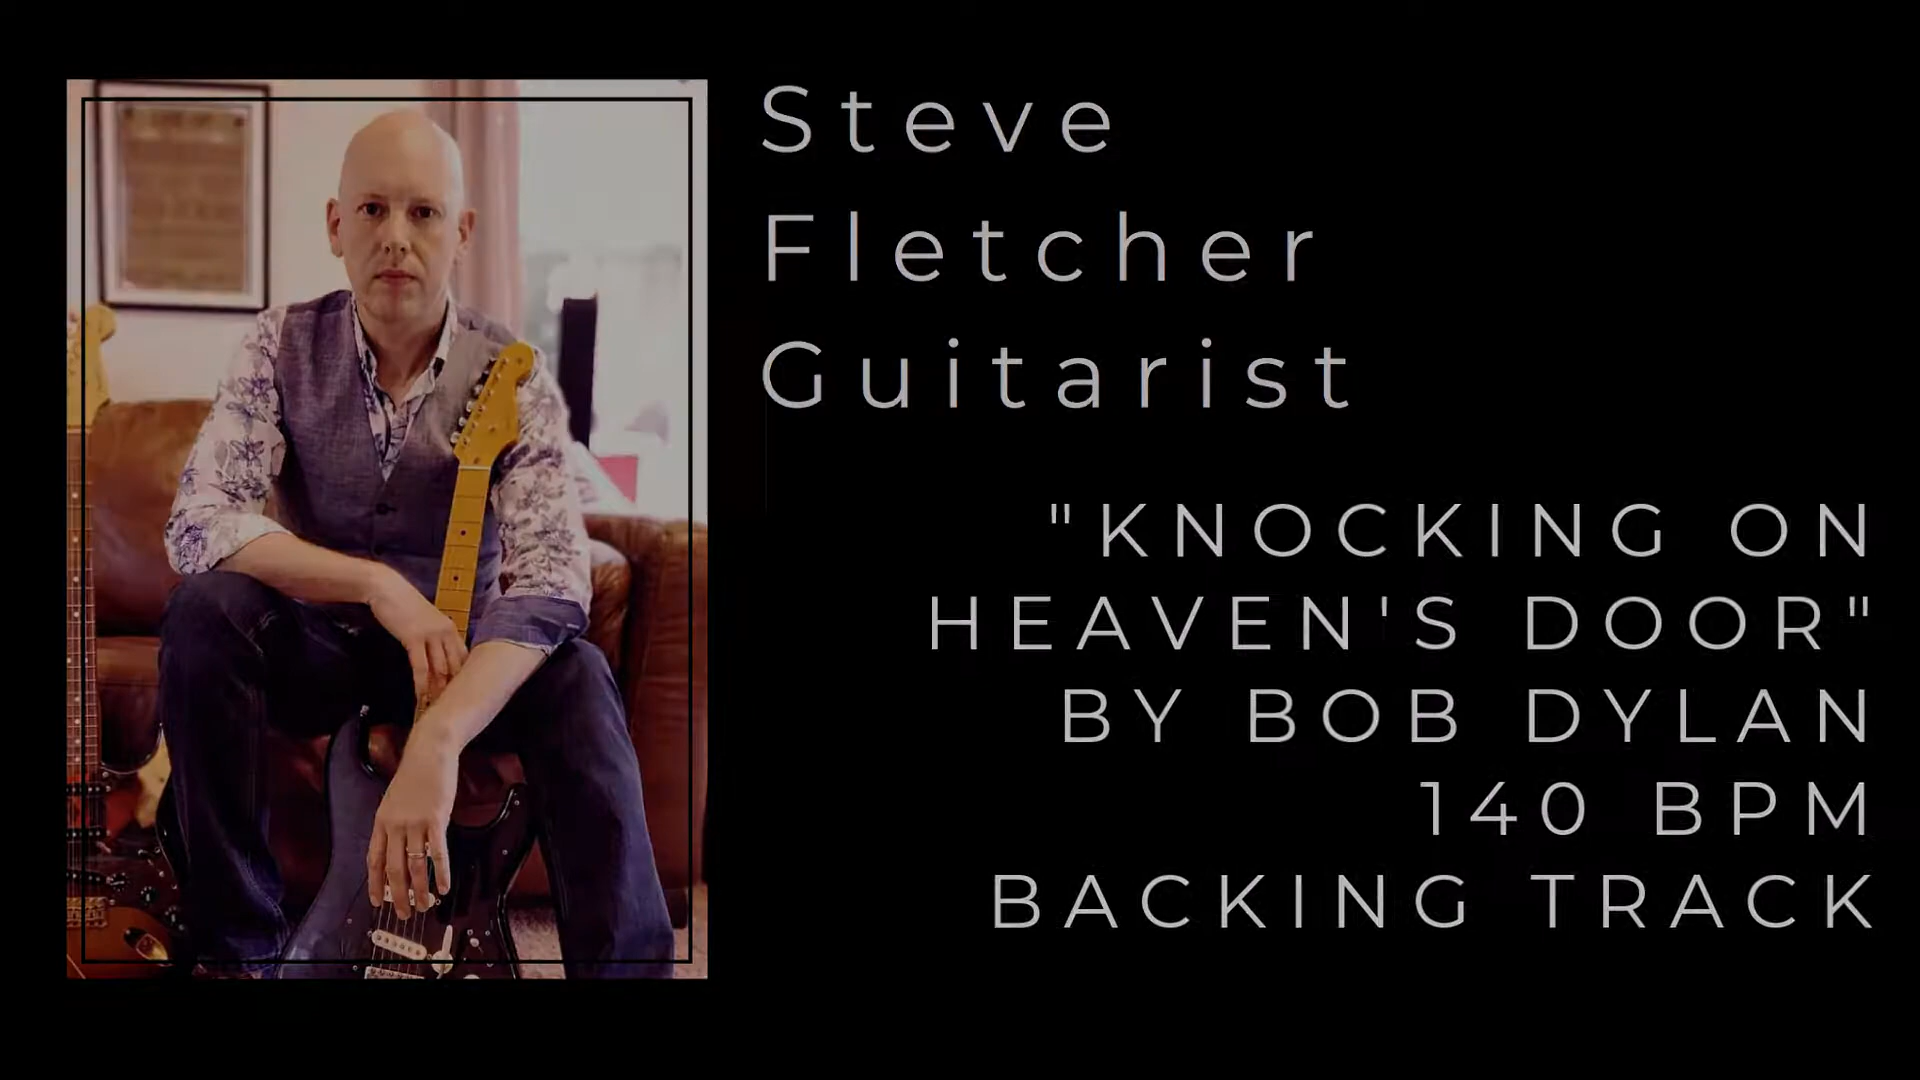 Steve
Fletcher
Guitarist
"KNOCKING ON
HEAVEN'S DOOR"
BY BOB DYLAN
140 BPM
BACKING TRACK